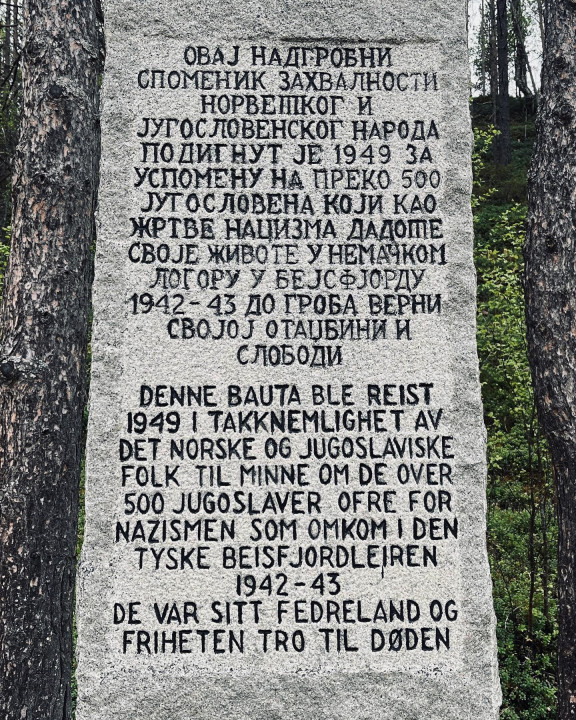 ОВАЈ НАДГРОБНИ
СПОМЕНИК ЗАХВАЛНОСТИ
НОРВЕШКОГ И
ЈУГОСЛОВЕНСКОГ НАРОДА
ПОДИГНУТ ЈЕ 1949 ЗА
УСПОМЕНУ НА ПРЕКО 500
ЈУГОСЛОВЕНА КОЈИ КАО
ЖРТВЕ НАЦИЗМА ДАДОШЕ
СВОЈЕ ЖИВОТЕ У НЕМАЧКОМ
ЛОГОРУ У БЕЈСФЈОРДУ
1942-43 ДО ГРОБА ВЕРНИ
СВОЈОЈ ОТАЏБИНИ И
СЛОБОДИ
DENNE BAUTA BLE REIST
1949 I TAKKNEMLIGHET AV
DET NORSKE OG JUGOSLAVISKE
FOLK TIL MINNE OM DE OVER
500 JUGOSLAVER OFRE FOR
NAZISMEN SOM OMKOM I DEN
TYSKE BEISFJORDLEIREN
1942-43
DE VAR SITT FEDRELAND OG
FRIHETEN TRO TIL DØDEN